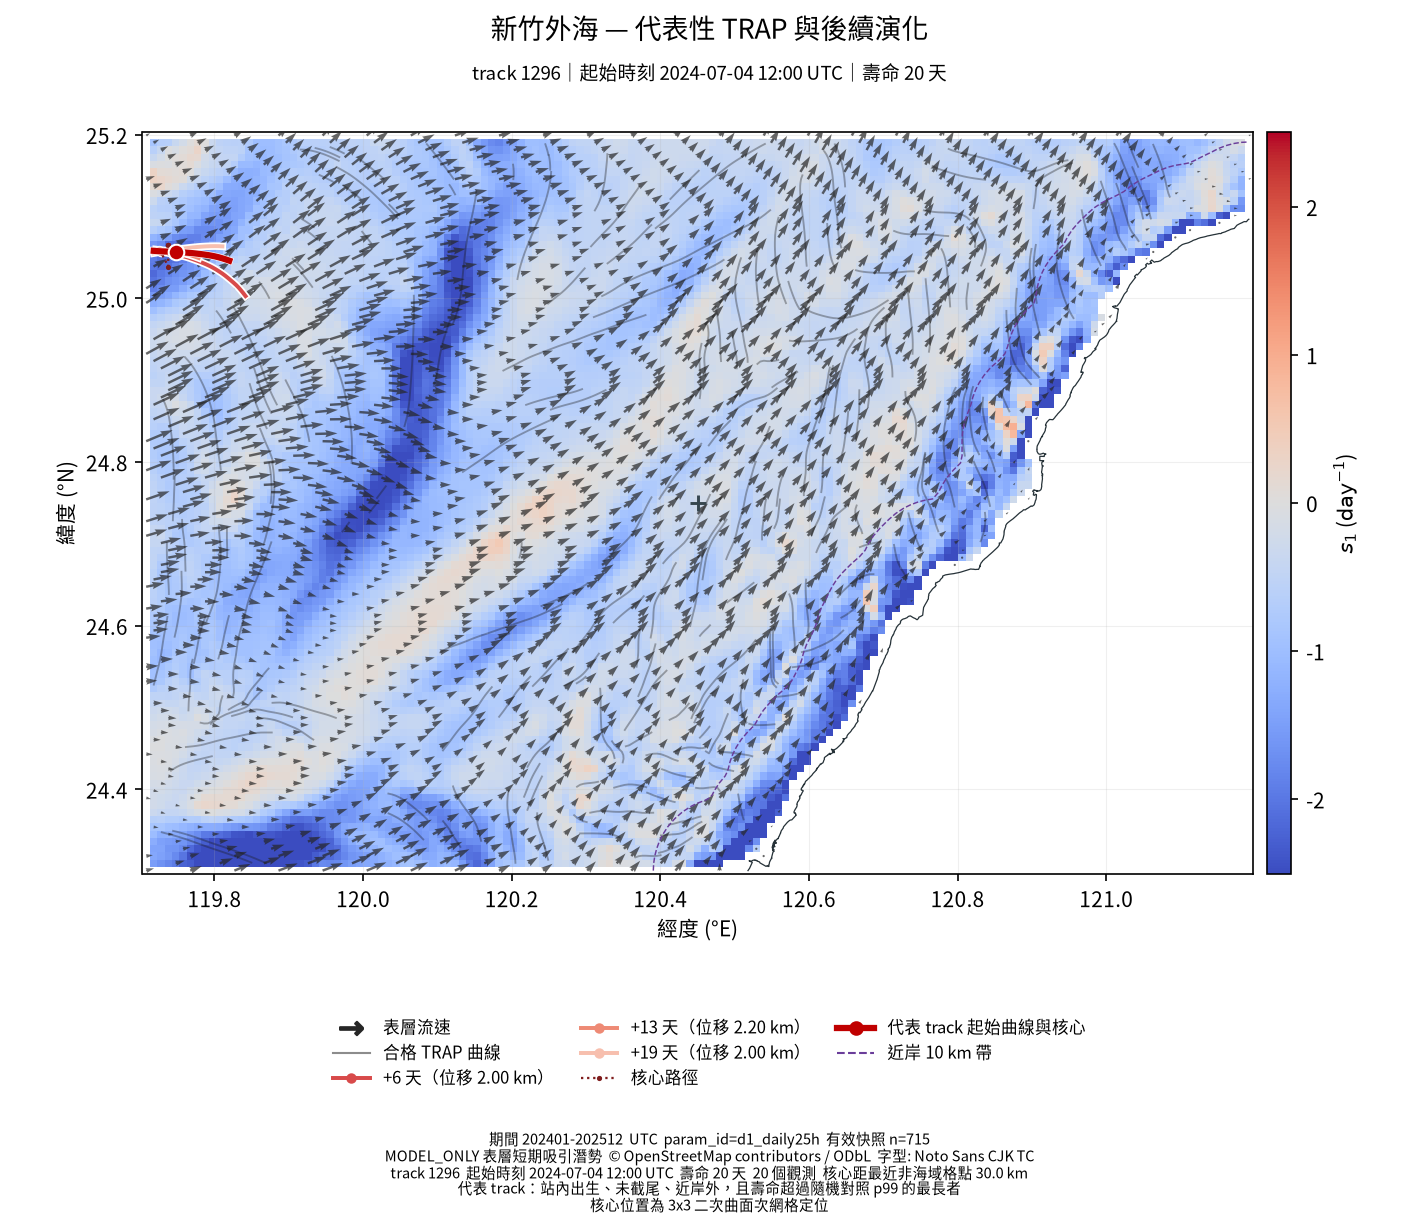 新竹外海 — 代表性 TRAP 與後續演化
track 1296｜起始時刻 2024-07-04 12:00 UTC｜壽命 20 天
25.2
25.0
24.8
24.6
24.4
緯度 (°N)
119.8
120.0
120.2
120.4
120.6
120.8
121.0
經度 (°E)
2
1
0
-1
-2
s₁ (day⁻¹)
表層流速
合格 TRAP 曲線
+6 天（位移 2.00 km）
+13 天（位移 2.20 km）
+19 天（位移 2.00 km）
核心路徑
代表 track 起始曲線與核心
近岸 10 km 帶
期間 202401-202512 UTC param_id=d1_daily25h 有效快照 n=715
MODEL_ONLY 表層短期吸引潛勢 © OpenStreetMap contributors / ODbL 字型: Noto Sans CJK TC
track 1296 起始時刻 2024-07-04 12:00 UTC 壽命 20 天 20 個觀測 核心距最近非海域格點 30.0 km
代表 track：站內出生、未截尾、近岸外，且壽命超過隨機對照 p99 的最長者
核心位置為 3x3 二次曲面次網格定位